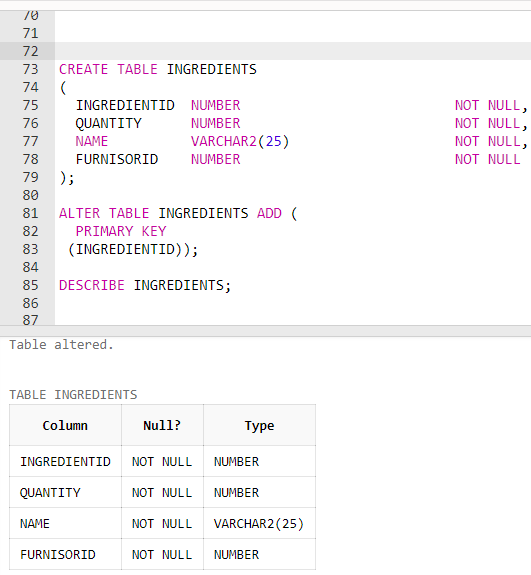 70
71
72
73 CREATE TABLE INGREDIENTS
74 (
75 INGREDIENTID NUMBER NOT NULL,
76 QUANTITY NUMBER NOT NULL,
77 NAME VARCHAR2(25) NOT NULL,
78 FURNISORID NUMBER NOT NULL
79 );
80
81 ALTER TABLE INGREDIENTS ADD (
82 PRIMARY KEY
83 (INGREDIENTID));
84
85 DESCRIBE INGREDIENTS;
86
87
Table altered.
TABLE INGREDIENTS
Column Null? Type
INGREDIENTID NOT NULL NUMBER
QUANTITY NOT NULL NUMBER
NAME NOT NULL VARCHAR2(25)
FURNISORID NOT NULL NUMBER